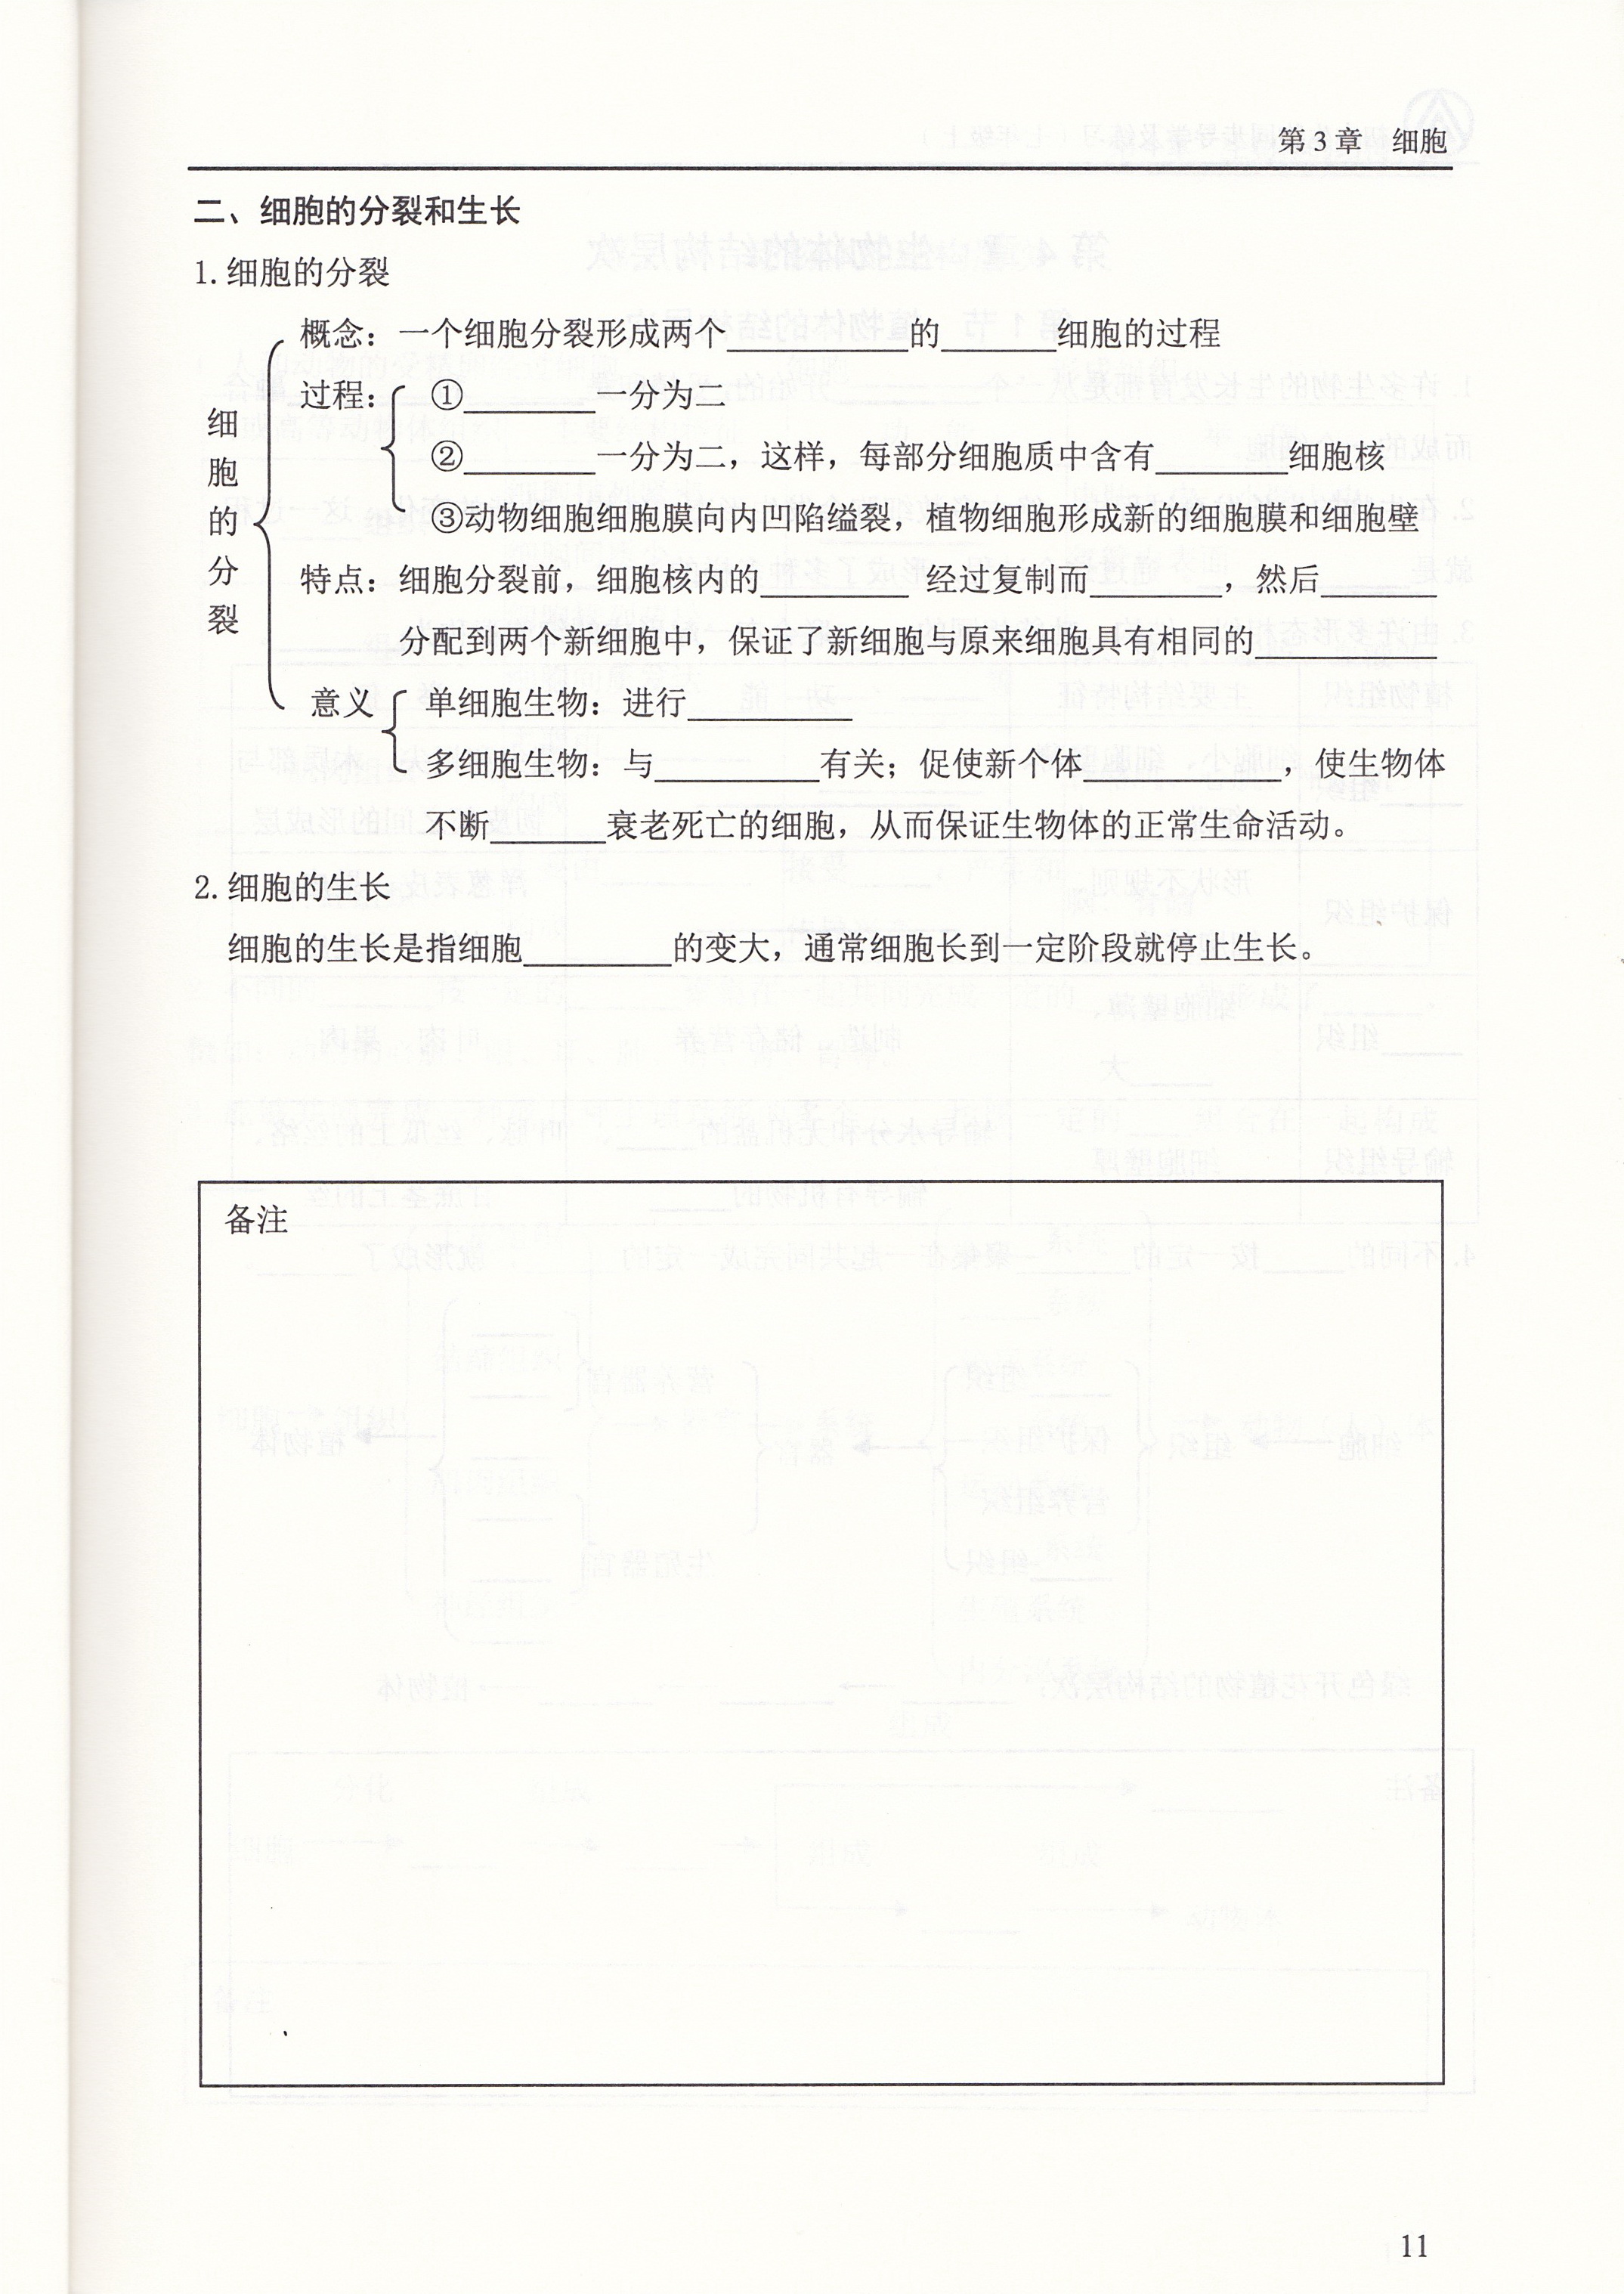 第3章 细胞
二、细胞的分裂和生长
1. 细胞的分裂
细胞的分裂
概念：一个细胞分裂形成两个___________的_______细胞的过程
过程：①________一分为二
②________一分为二，这样，每部分细胞质中含有________细胞核
③动物细胞细胞膜向内凹陷缢裂，植物细胞形成新的细胞膜和细胞壁
特点：细胞分裂前，细胞核内的_________ 经过复制而________，然后_______
分配到两个新细胞中，保证了新细胞与原来细胞具有相同的___________
意义 单细胞生物：进行__________
多细胞生物：与__________有关；促使新个体____________，使生物体
不断_______衰老死亡的细胞，从而保证生物体的正常生命活动。
2. 细胞的生长
细胞的生长是指细胞_________的变大，通常细胞长到一定阶段就停止生长。
备注
11